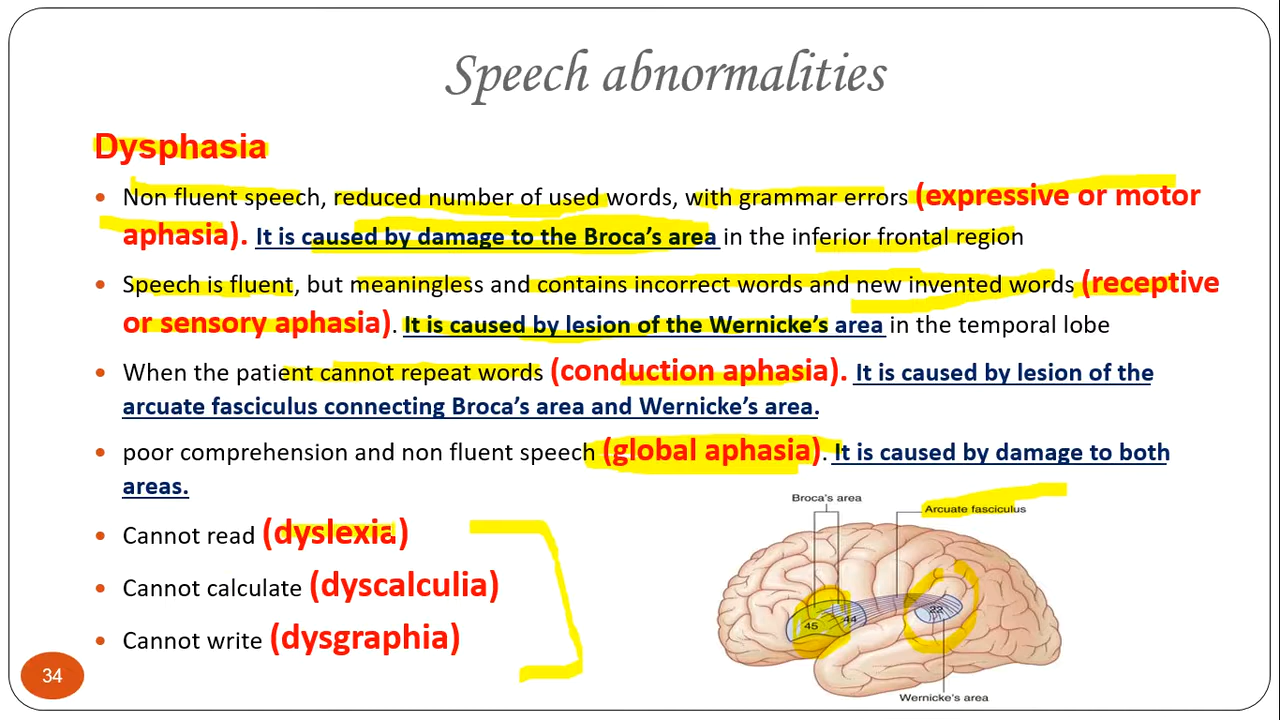 Speech abnormalities
Dysphasia
• Non fluent speech, reduced number of used words, with grammar errors (expressive or motor
aphasia). It is caused by damage to the Broca's area in the inferior frontal region
• Speech is fluent, but meaningless and contains incorrect words and new invented words (receptive
or sensory aphasia). It is caused by lesion of the Wernicke's area in the temporal lobe
• When the patient cannot repeat words (conduction aphasia). It is caused by lesion of the
arcuate fasciculus connecting Broca's area and Wernicke's area.
• poor comprehension and non fluent speech (global aphasia). It is caused by damage to both
areas.
• Cannot read (dyslexia)
• Cannot calculate (dyscalculia)
• Cannot write (dysgraphia)
Broca's area
Arcuate fasciculus
45
44
22
Wernicke's area
34